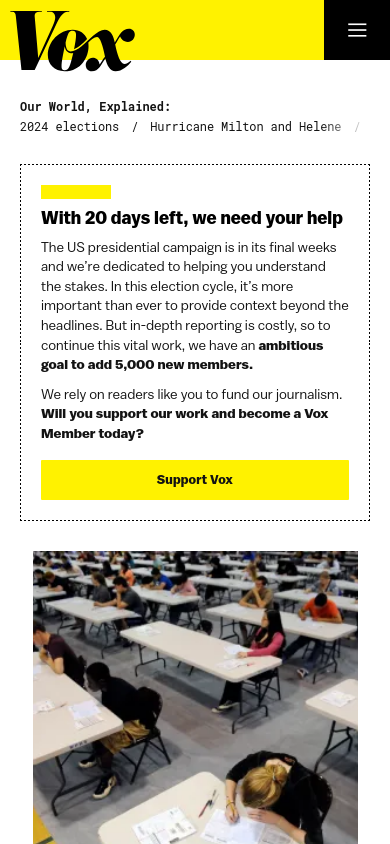 Vox
Our World, Explained:
2024 elections / Hurricane Milton and Helene /
With 20 days left, we need your help
The US presidential campaign is in its final weeks
and we’re dedicated to helping you understand
the stakes. In this election cycle, it’s more
important than ever to provide context beyond the
headlines. But in-depth reporting is costly, so to
continue this vital work, we have an ambitious
goal to add 5,000 new members.
We rely on readers like you to fund our journalism.
Will you support our work and become a Vox
Member today?
Support Vox